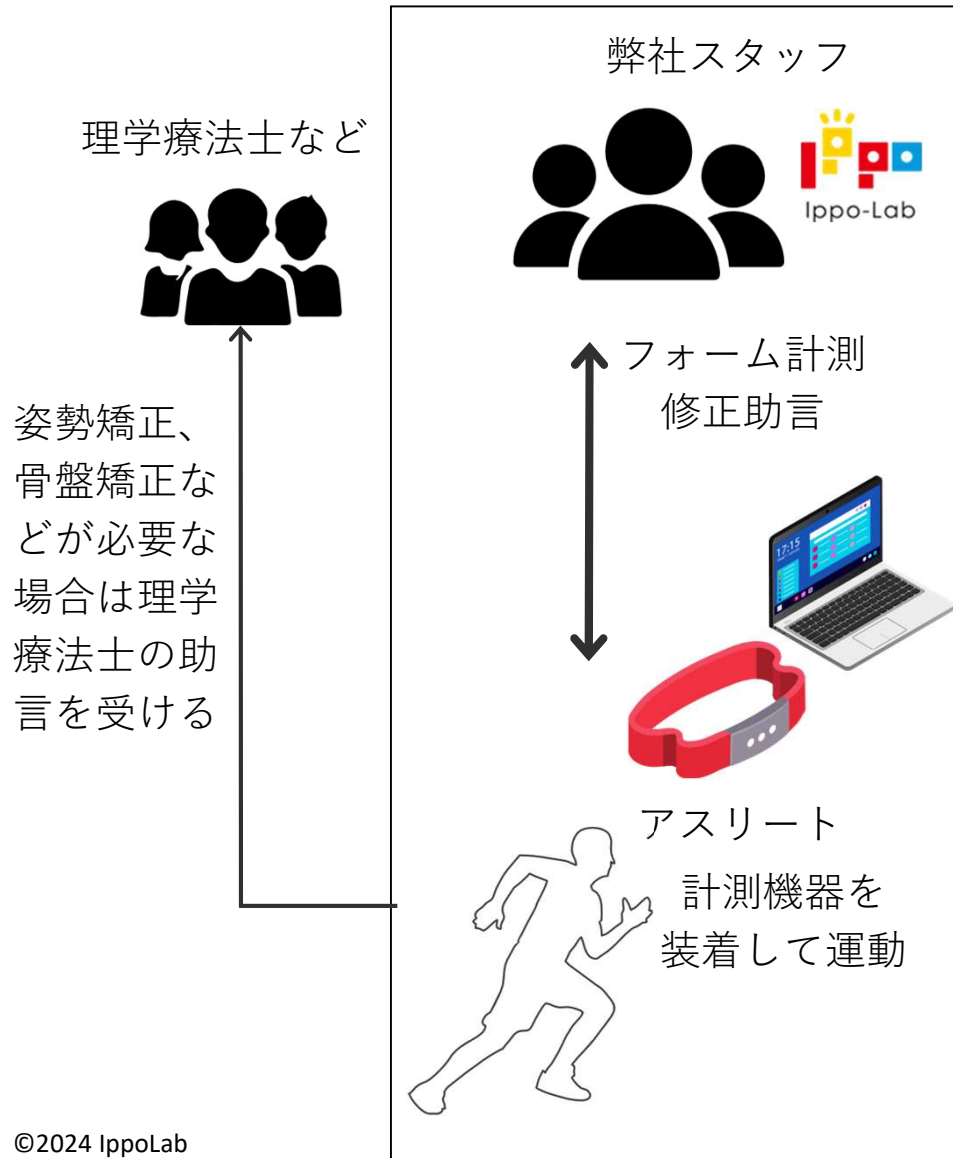 弊社スタッフ
Ippo
Ippo-Lab
理学療法士など
フォーム計測
修正助言
姿勢矯正、
骨盤矯正な
どが必要な
場合は理学
療法士の助
言を受ける
17:15
アスリート
計測機器を
装着して運動
©2024 IppoLab